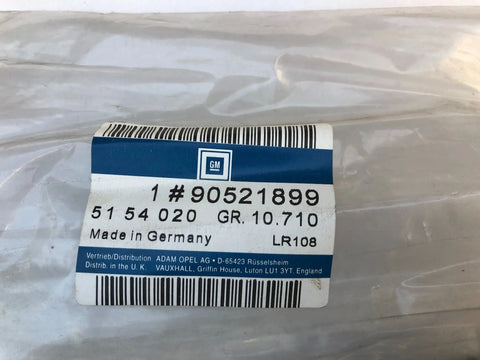 GM
1 #90521899
51 54 020 GR. 10.710
Made in Germany LR108
Vertrieb/Distribution ADAM OPEL AG • D-65423 Rüsselsheim
Distrib. in the U. K. VAUXHALL, Griffin House, Luton LU1 3YT, England